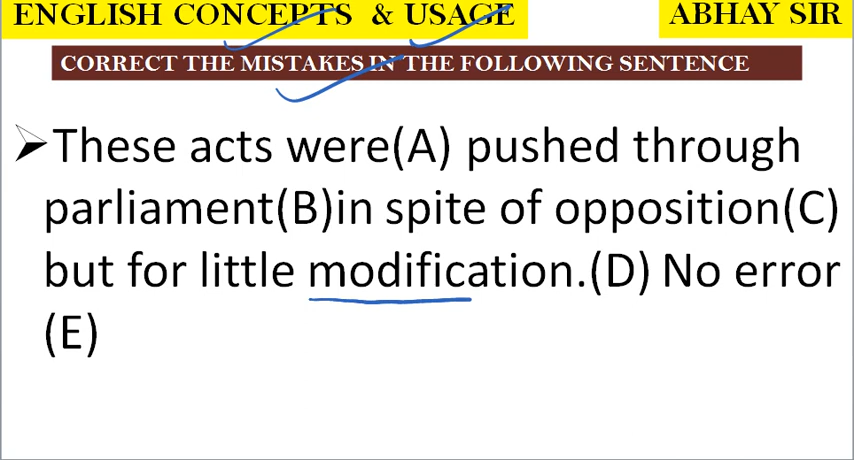 ENGLISH CONCEPTS & USAGE
ABHAY SIR
CORRECT THE MISTAKES IN THE FOLLOWING SENTENCE
➢These acts were(A) pushed through
parliament(B)in spite of opposition(C)
but for little modification.(D) No error
(E)